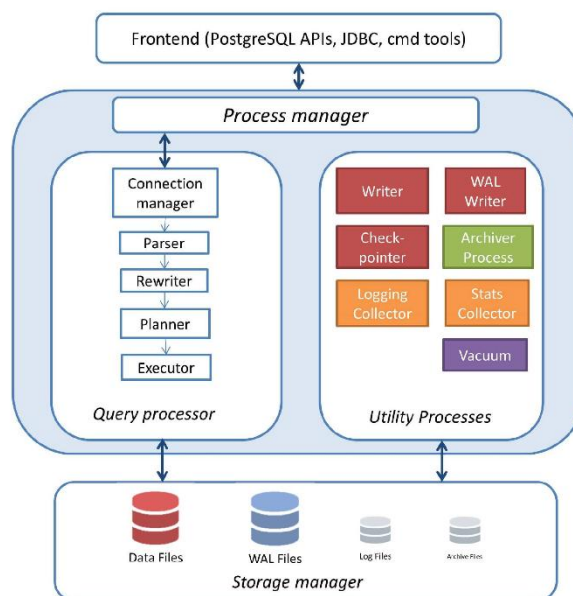 Frontend (PostgreSQL APIs, JDBC, cmd tools)
Process manager
Connection
manager
Parser
Rewriter
Planner
Executor
Query processor
Writer
WAL
Writer
Check-
pointer
Archiver
Process
Logging
Collector
Stats
Collector
Vacuum
Utility Processes
Data Files
WAL Files
Log Files
Archive Files
Storage manager